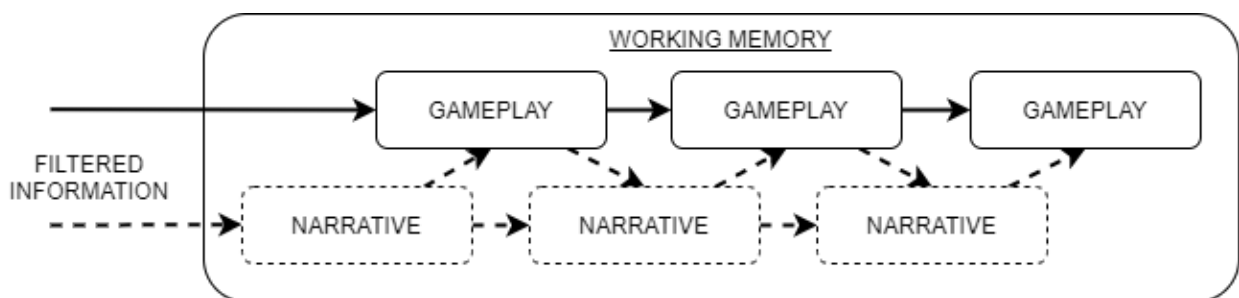 WORKING MEMORY
GAMEPLAY
GAMEPLAY
GAMEPLAY
FILTERED
INFORMATION
NARRATIVE
NARRATIVE
NARRATIVE